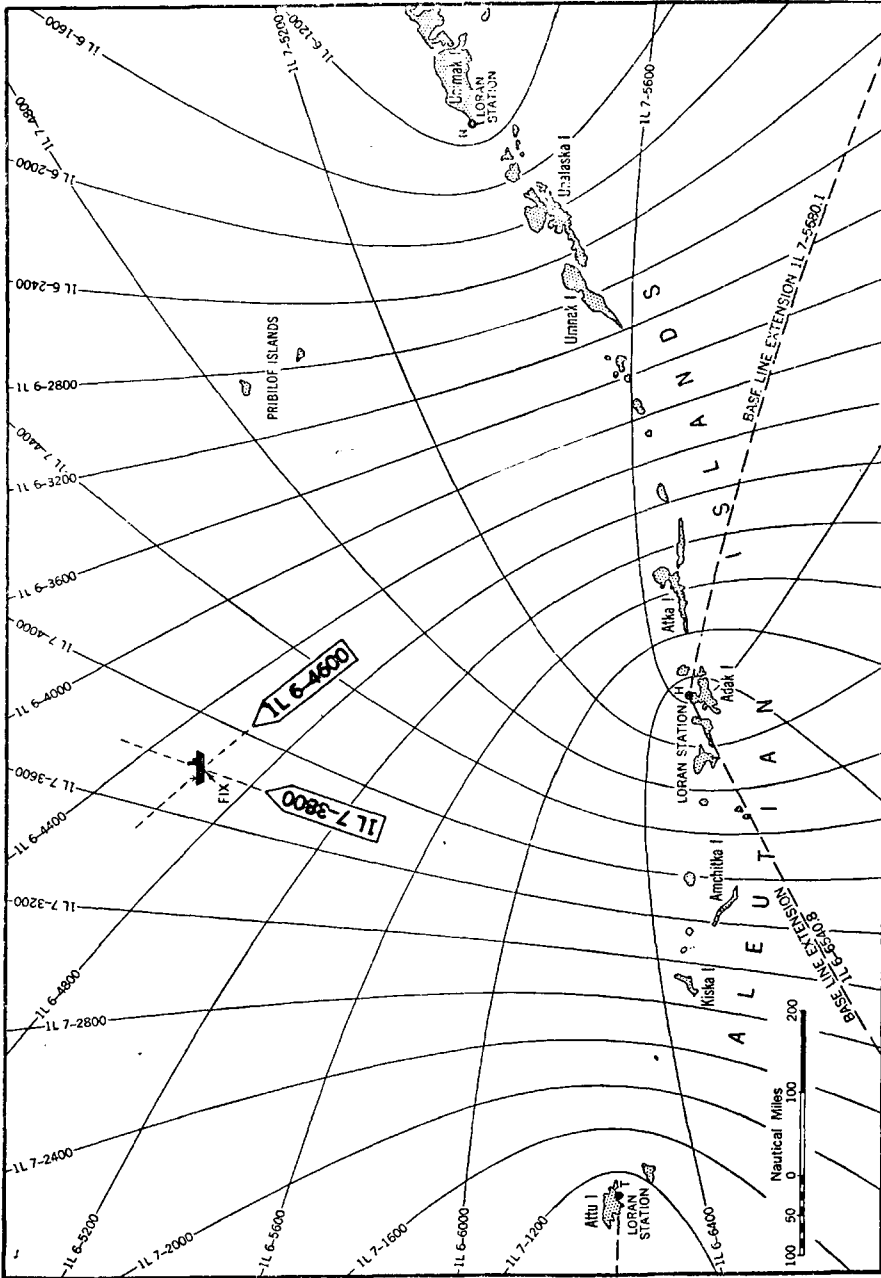 1L 6-5200
1L 7-2400
1L 7-2800
1L 6-4800
1L 7-3200
1L 6-4400
1L 7-3600
1L 6-4000
1L 7-4000
1L 6-3600
1L 6-3200
1L 7-4400
1L 6-2800
1L 6-2400
1L 6-2000
1L 7-4800
1L 6-1600
1L 6-1200
1L 7-5200
1L 7-2000
1L 6-5600
1L 7-1600
1L 6-6000
1L 7-1200
1L 6-6400
1L 7-5600
FIX
1L 6-4600
1L 7-3800
PRIBILOF ISLANDS
Unimak I
LORAN
STATION
Unalaska I
Umnak I
Attu I
T
LORAN
STATION
Kiska I
Amchitka I
LORAN STATION
H
Adak I
Atka I
ALEUTIAN ISLANDS
BASE LINE EXTENSION 1L 7-5680.1
BASE LINE EXTENSION
1L 6-6540.8
Nautical Miles
100 50 0 100 200